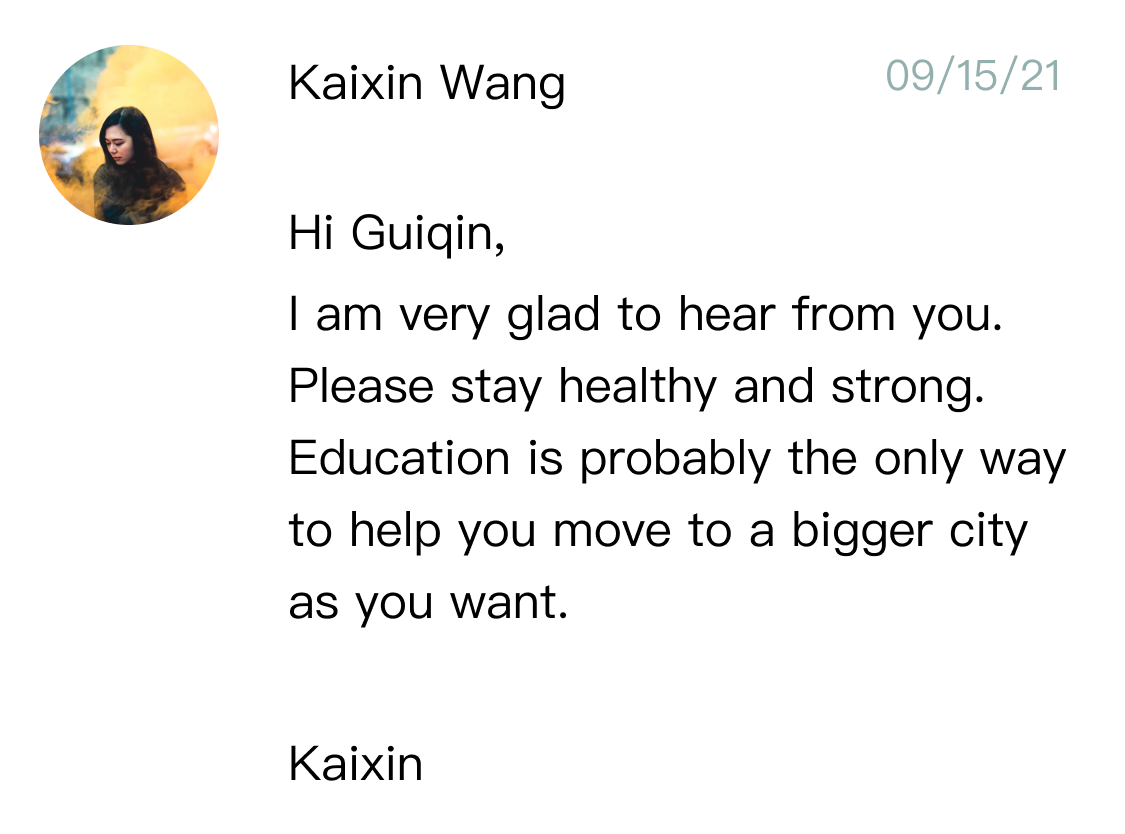 Kaixin Wang
09/15/21
Hi Guiqin,
I am very glad to hear from you.
Please stay healthy and strong.
Education is probably the only way
to help you move to a bigger city
as you want.
Kaixin